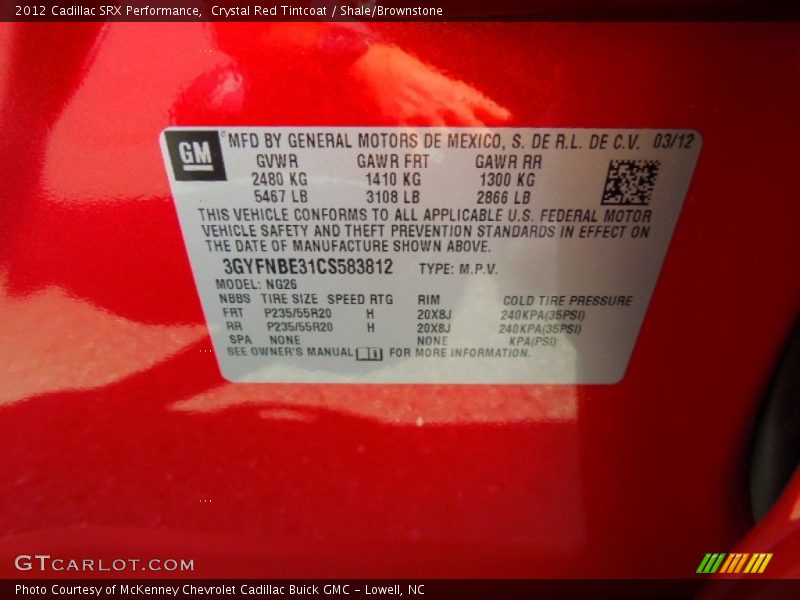 2012 Cadillac SRX Performance,  Crystal Red Tintcoat / Shale/Brownstone
GM
MFD BY GENERAL MOTORS DE MEXICO, S. DE R.L. DE C.V. 03/12
GVWR GAWR FRT GAWR RR
2480 KG 1410 KG 1300 KG
5467 LB 3108 LB 2866 LB
THIS VEHICLE CONFORMS TO ALL APPLICABLE U.S. FEDERAL MOTOR
VEHICLE SAFETY AND THEFT PREVENTION STANDARDS IN EFFECT ON
THE DATE OF MANUFACTURE SHOWN ABOVE.
3GYFNBE31CS583812 TYPE: M.P.V.
MODEL: NG26
NBBS TIRE SIZE SPEED RTG RIM COLD TIRE PRESSURE
FRT P235/55R20 H 20X8J 240KPA(35PSI)
RR P235/55R20 H 20X8J 240KPA(35PSI)
SPA NONE NONE KPA(PSI)
SEE OWNER'S MANUAL i FOR MORE INFORMATION.
GTCARLOT.COM
Photo Courtesy of McKenney Chevrolet Cadillac Buick GMC - Lowell, NC